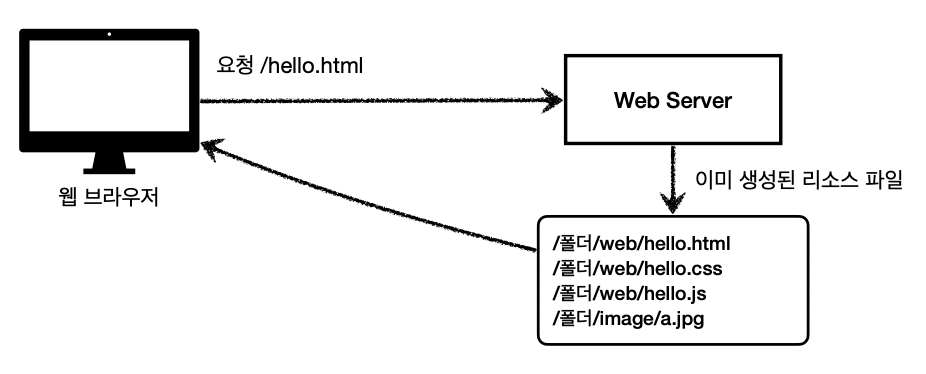 요청 /hello.html
Web Server
웹 브라우저
이미 생성된 리소스 파일
/폴더/web/hello.html
/폴더/web/hello.css
/폴더/web/hello.js
/폴더/image/a.jpg